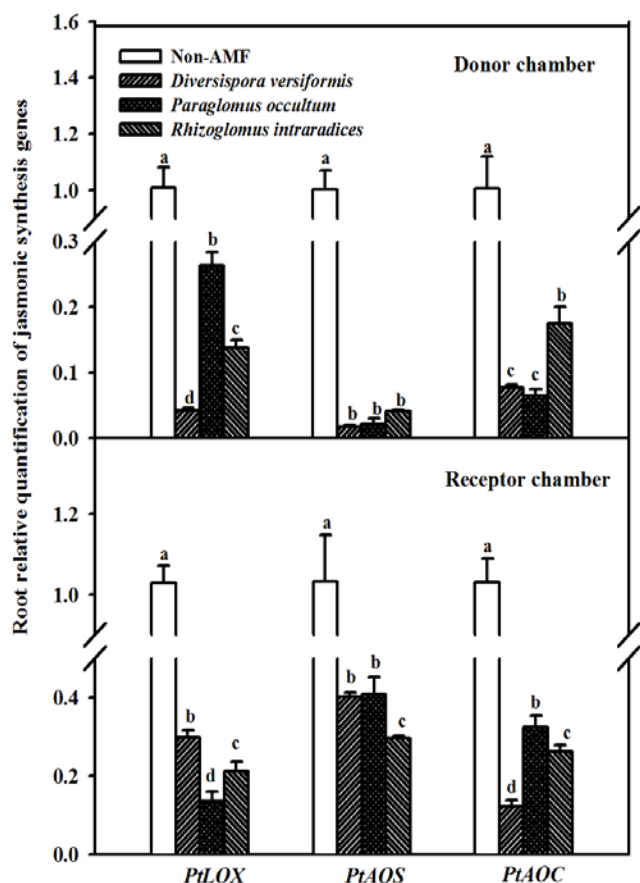 Root relative quantification of jasmonic synthesis genes
1.6
1.4
1.2
1.0
0.3
0.2
0.1
0.0
Non-AMF
Diversispora versiformis
Paraglomus occultum
Rhizoglomus intraradices
Donor chamber
a
d
b
c
a
b
b
b
a
c
c
b
Receptor chamber
1.2
1.0
0.4
0.2
0.0
a
b
d
c
a
b
b
c
a
d
b
c
PtLOX
PtAOS
PtAOC